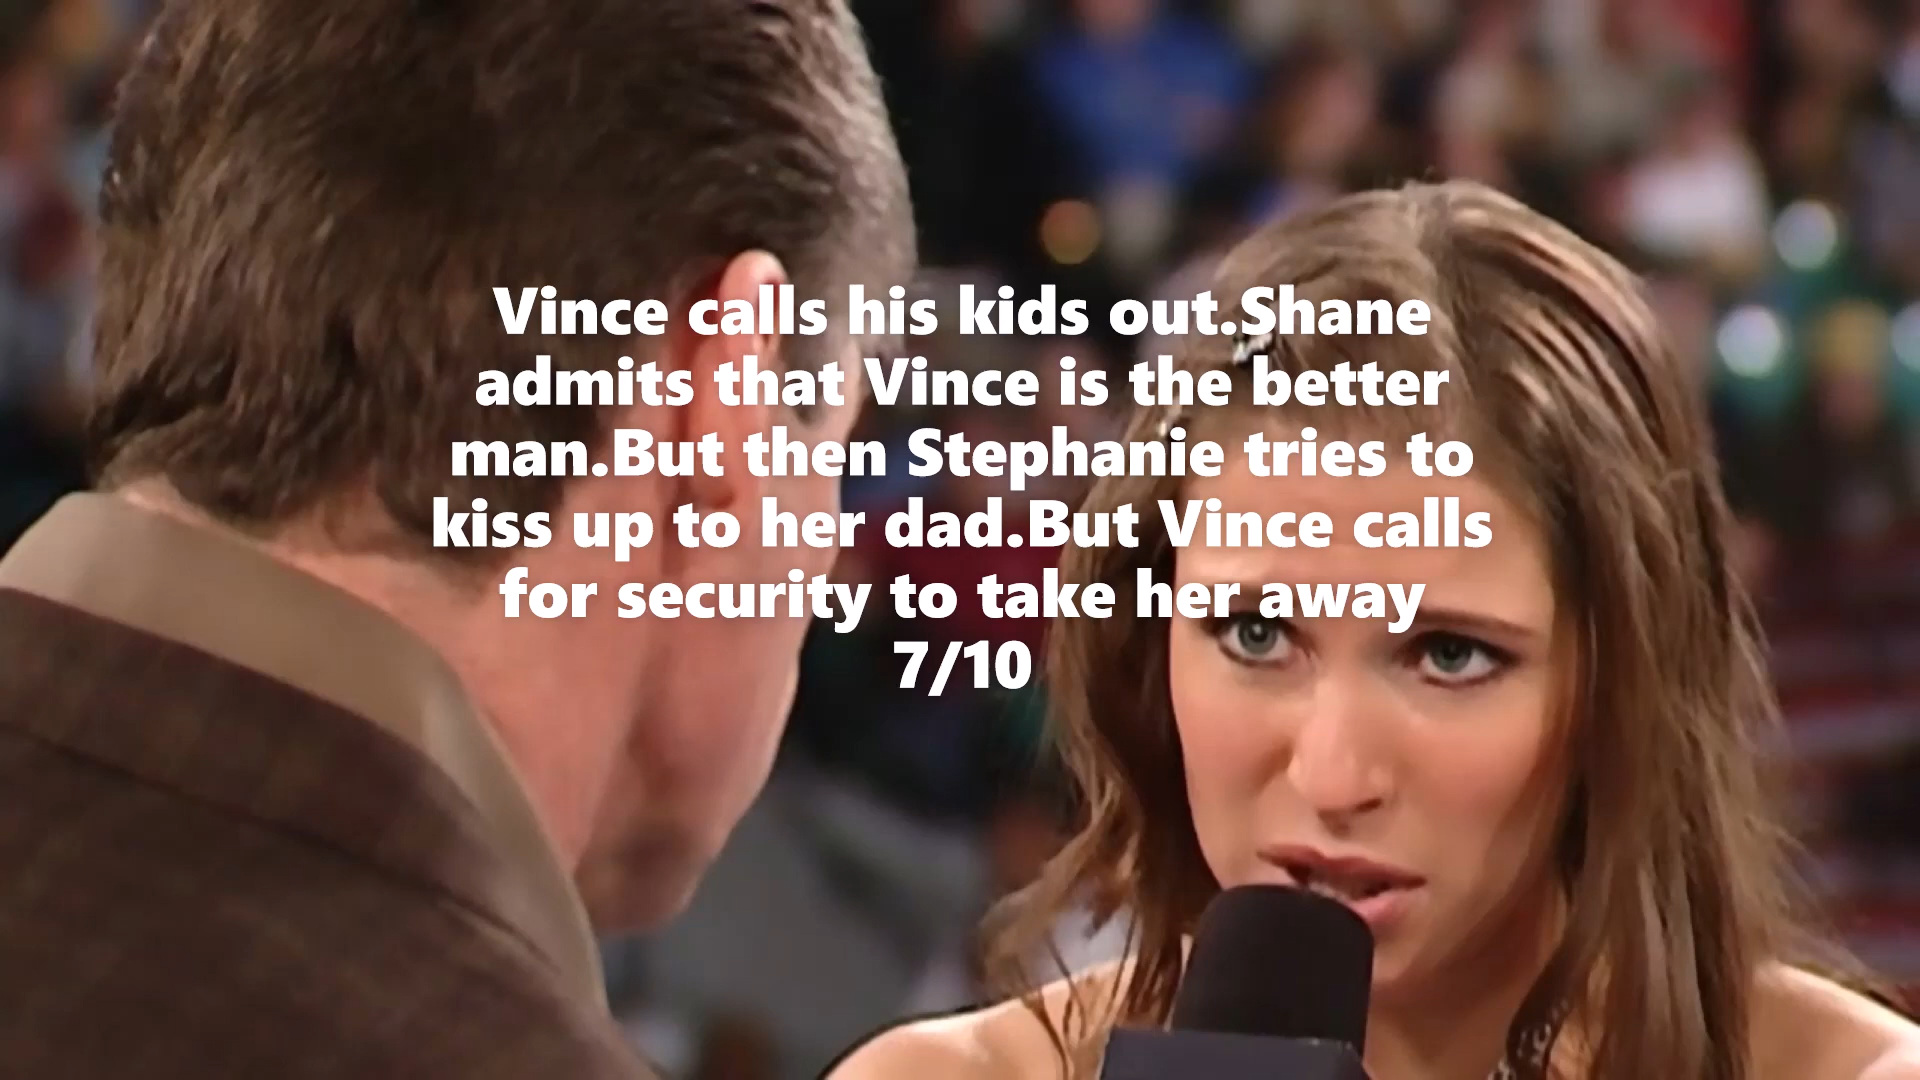 Vince calls his kids out.Shane
admits that Vince is the better
man.But then Stephanie tries to
kiss up to her dad.But Vince calls
for security to take her away
7/10